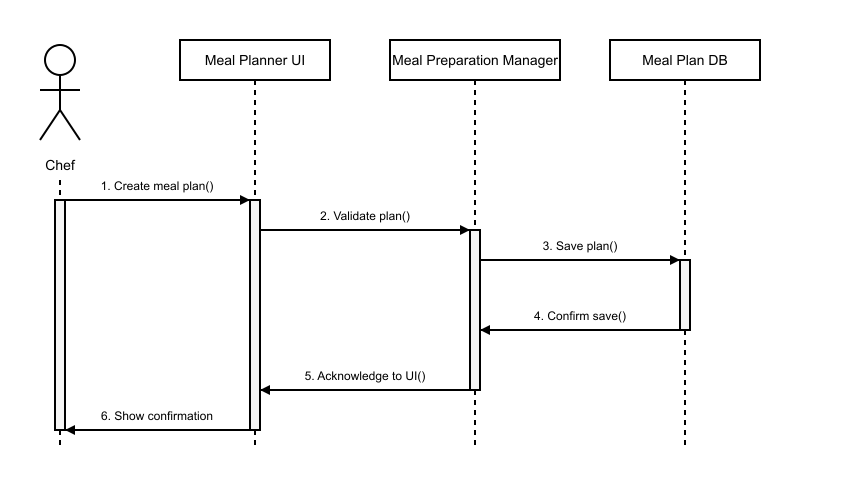 Meal Planner UI
Meal Preparation Manager
Meal Plan DB
Chef
1. Create meal plan()
2. Validate plan()
3. Save plan()
4. Confirm save()
5. Acknowledge to UI()
6. Show confirmation